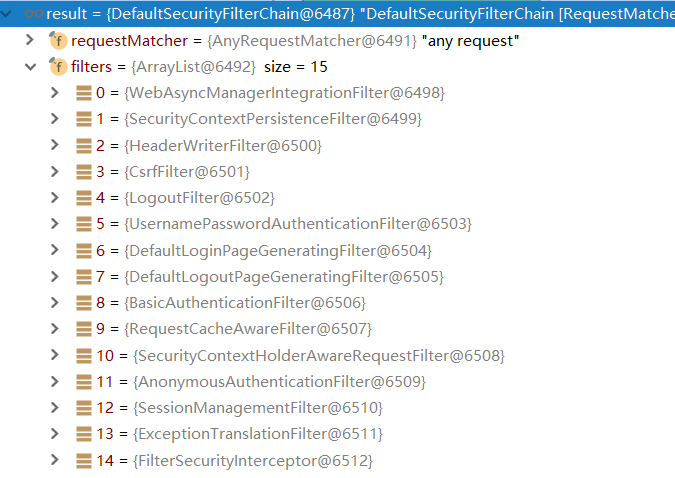 result = {DefaultSecurityFilterChain@6487} "DefaultSecurityFilterChain [RequestMatche
f requestMatcher = {AnyRequestMatcher@6491} "any request"
f filters = {ArrayList@6492} size = 15
0 = {WebAsyncManagerIntegrationFilter@6498}
1 = {SecurityContextPersistenceFilter@6499}
2 = {HeaderWriterFilter@6500}
3 = {CsrfFilter@6501}
4 = {LogoutFilter@6502}
5 = {UsernamePasswordAuthenticationFilter@6503}
6 = {DefaultLoginPageGeneratingFilter@6504}
7 = {DefaultLogoutPageGeneratingFilter@6505}
8 = {BasicAuthenticationFilter@6506}
9 = {RequestCacheAwareFilter@6507}
10 = {SecurityContextHolderAwareRequestFilter@6508}
11 = {AnonymousAuthenticationFilter@6509}
12 = {SessionManagementFilter@6510}
13 = {ExceptionTranslationFilter@6511}
14 = {FilterSecurityInterceptor@6512}